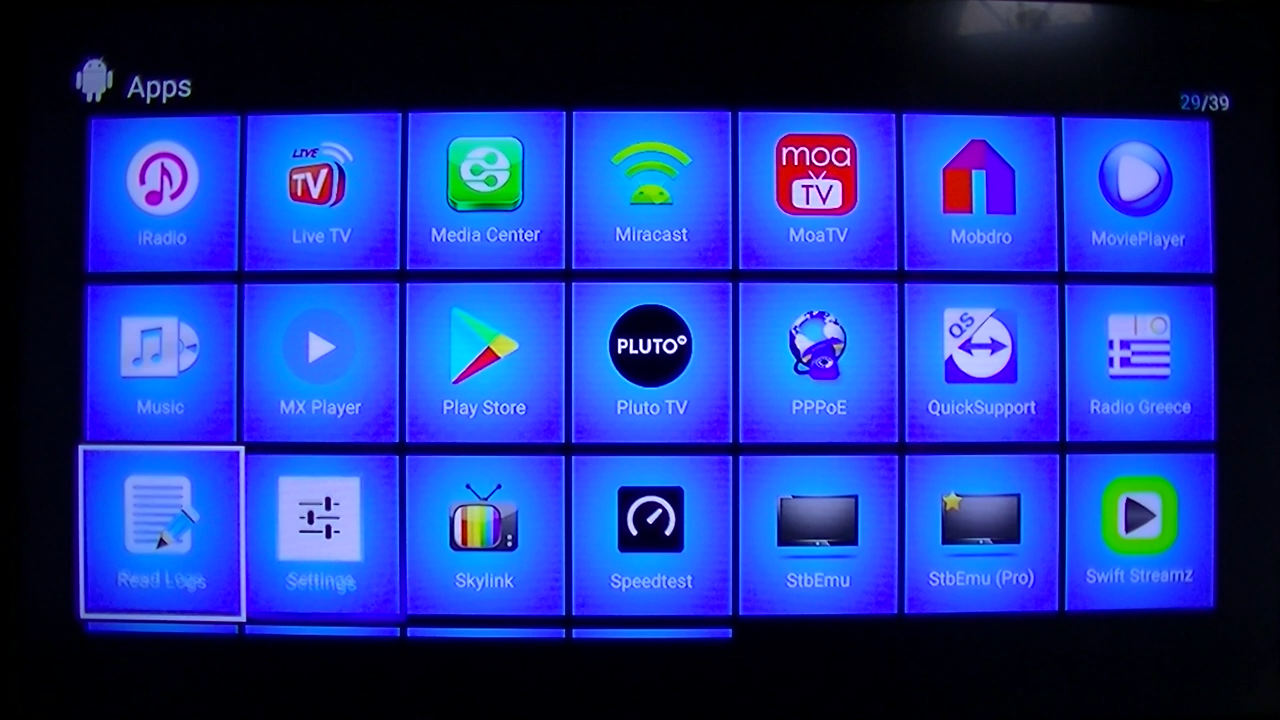 Apps
29/39
LIVE
TV
moa
TV
iRadio
Live TV
Media Center
Miracast
MoaTV
Mobdro
MoviePlayer
PLUTO
QS
Music
MX Player
Play Store
Pluto TV
PPPoE
QuickSupport
Radio Greece
Read Logs
Settings
Skylink
Speedtest
StbEmu
StbEmu (Pro)
Swift Streamz